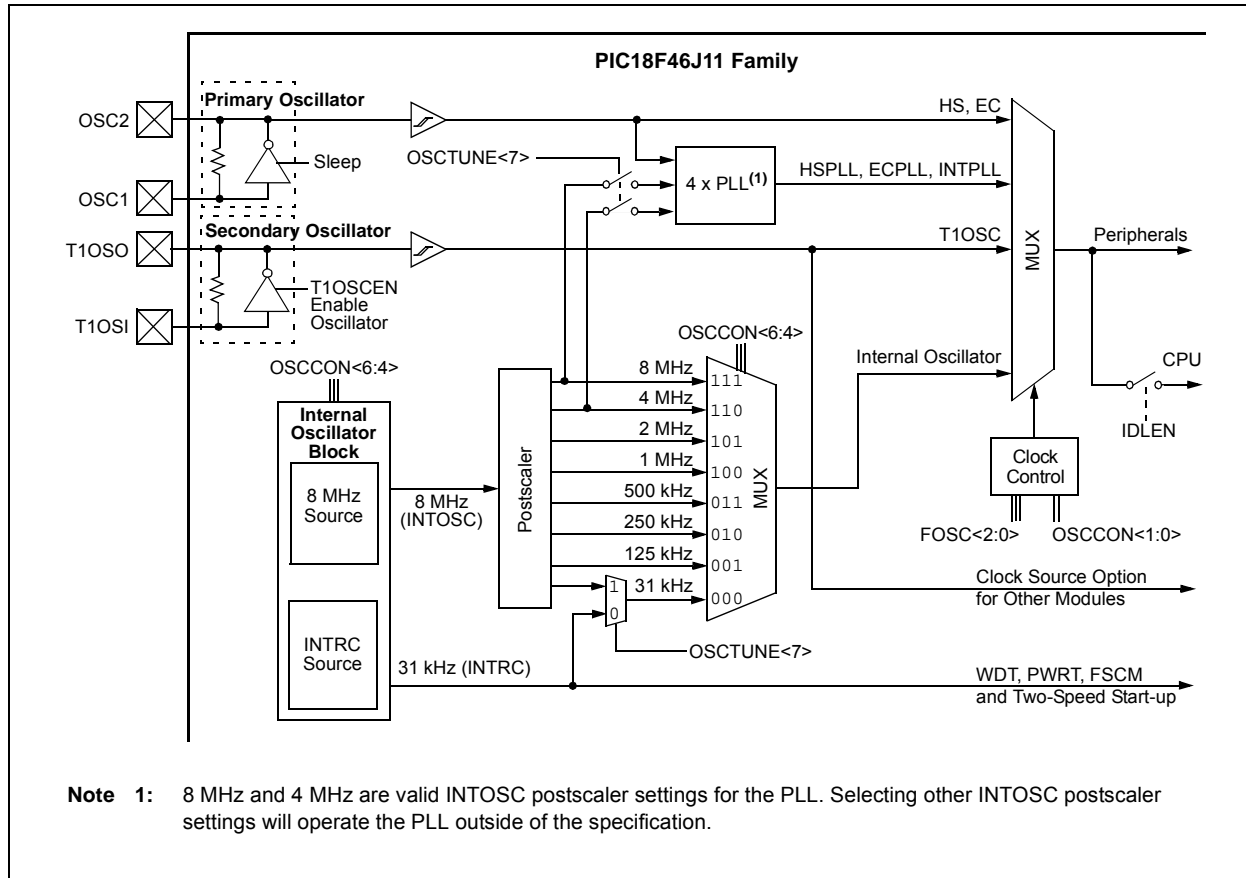 PIC18F46J11 Family
Primary Oscillator
OSC2
Sleep
OSC1
HS, EC
OSCTUNE<7>
4 x PLL(1)
HSPLL, ECPLL, INTPLL
Secondary Oscillator
T1OSO
T1OSC
T1OSCEN
Enable
Oscillator
T1OSI
MUX
Peripherals
OSCCON<6:4>
Internal
Oscillator
Block
8 MHz
Source
8 MHz
(INTOSC)
INTRC
Source
31 kHz (INTRC)
Postscaler
OSCCON<6:4>
8 MHz
111
4 MHz
110
2 MHz
101
1 MHz
100
500 kHz
011
250 kHz
010
125 kHz
001
1
0
31 kHz
000
MUX
OSCTUNE<7>
Internal Oscillator
CPU
IDLEN
Clock
Control
FOSC<2:0>
OSCCON<1:0>
Clock Source Option
for Other Modules
WDT, PWRT, FSCM
and Two-Speed Start-up
Note 1: 8 MHz and 4 MHz are valid INTOSC postscaler settings for the PLL. Selecting other INTOSC postscaler
settings will operate the PLL outside of the specification.